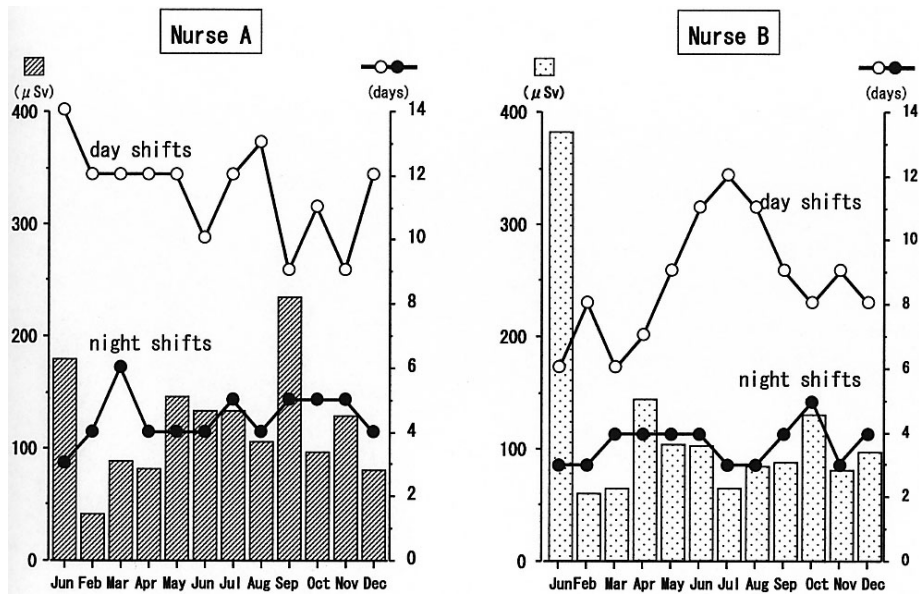 Nurse A
(μSv)
(days)
400
300
200
100
0
14
12
10
8
6
4
2
0
day shifts
night shifts
Jun Feb Mar Apr May Jun Jul Aug Sep Oct Nov Dec
Nurse B
(μSv)
(days)
400
300
200
100
0
14
12
10
8
6
4
2
0
day shifts
night shifts
Jun Feb Mar Apr May Jun Jul Aug Sep Oct Nov Dec